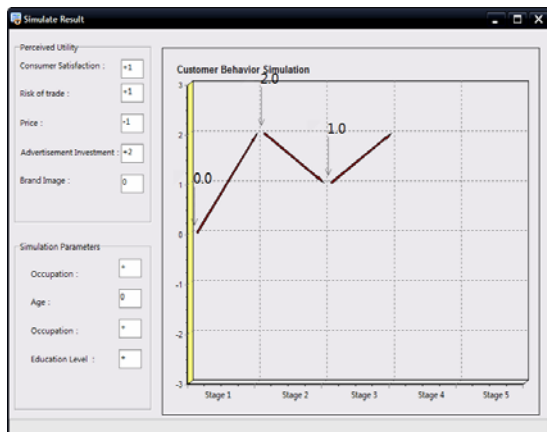 Simulate Result
Perceived Utility
Consumer Satisfaction : +1
Risk of trade : +1
Price : -1
Advertisement Investment : +2
Brand Image : 0
Simulation Parameters
Occupation :
Age : 0
Occupation :
Education Level :
Customer Behavior Simulation
3
2
1
0
-1
-2
-3
0.0
2.0
1.0
Stage 1 Stage 2 Stage 3 Stage 4 Stage 5